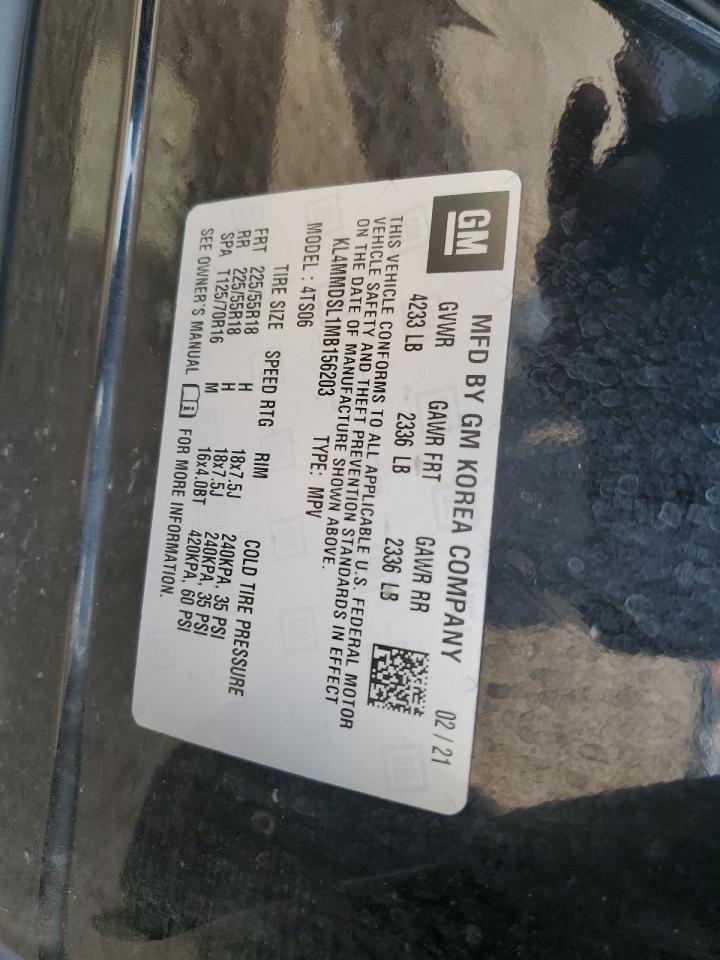 GM
MFD BY GM KOREA COMPANY 02/21
GVWR GAWR FRT GAWR RR
4233 LB 2336 LB 2336 LB
THIS VEHICLE CONFORMS TO ALL APPLICABLE U.S. FEDERAL MOTOR
VEHICLE SAFETY AND THEFT PREVENTION STANDARDS IN EFFECT
ON THE DATE OF MANUFACTURE SHOWN ABOVE.
KL4MMDSL1MB156203 TYPE: MPV
MODEL : 4TS06
TIRE SIZE SPEED RTG RIM COLD TIRE PRESSURE
FRT 225/55R18 H 18x7.5J 240KPA, 35 PSI
RR 225/55R18 H 18x7.5J 240KPA, 35 PSI
SPA T125/70R16 M 16x4.0BT 420KPA, 60 PSI
SEE OWNER'S MANUAL FOR MORE INFORMATION.